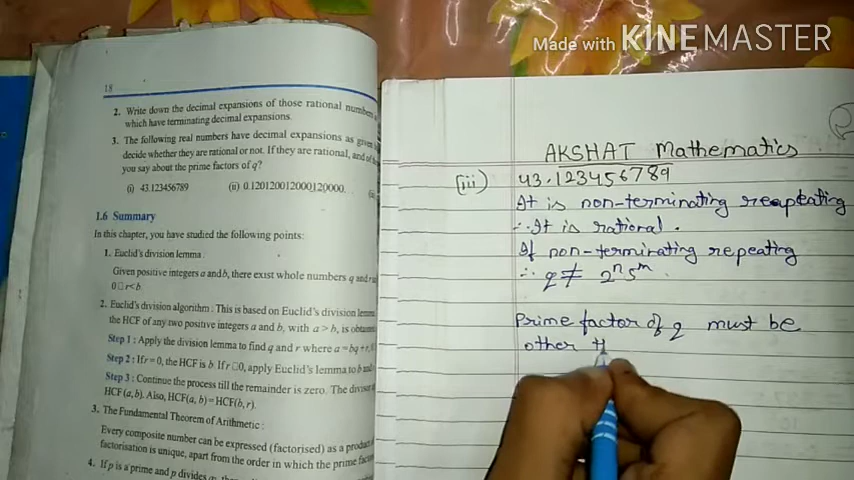 Made with KINEMASTER
18
2. Write down the decimal expansions of those rational numbers
which have terminating decimal expansions.
3. The following real numbers have decimal expansions as given
decide whether they are rational or not. If they are rational, and of
you say about the prime factors of q?
(i) 43.123456789 (ii) 0.120120012000120000...
1.6 Summary
In this chapter, you have studied the following points:
1. Euclid's division lemma :
Given positive integers a and b, there exist whole numbers q and r
0 □ r < b.
2. Euclid's division algorithm : This is based on Euclid's division lemma
the HCF of any two positive integers a and b, with a > b, is
Step 1 : Apply the division lemma to find q and r where a = bq + r,
Step 2 : If r = 0, the HCF is b. If r □ 0, apply Euclid's lemma to b and
Step 3 : Continue the process till the remainder is zero. The divisor
HCF (a, b). Also, HCF(a, b) = HCF(b, r).
3. The Fundamental Theorem of Arithmetic :
Every composite number can be expressed (factorised) as a product
factorisation is unique, apart from the order in which the prime
4. If p is a prime and p divides
AKSHAT Mathematics
(iii) 43.123456789
It is non-terminating reapeating
∴ It is rational.
If non-terminating repeating
∴ q ≠ 2ⁿ5ᵐ.
Prime factor of q must be
other